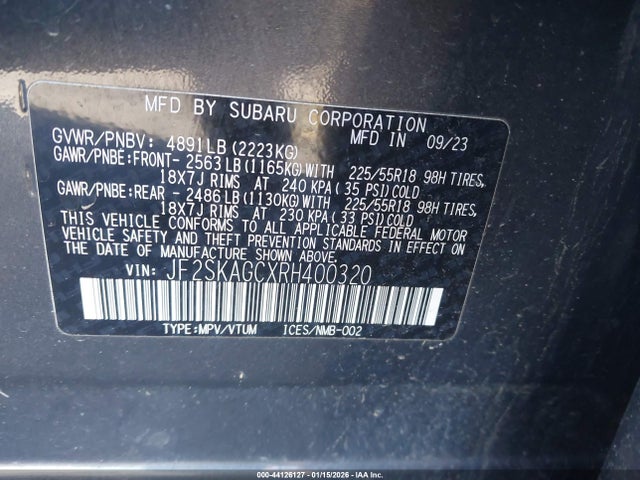 MFD BY SUBARU CORPORATION
GVWR/PNBV: 4891LB (2223KG) MFD IN 09/23
GAWR/PNBE:FRONT- 2563LB(1165KG)WITH 225/55R18 98H TIRES,
18X7J RIMS AT 240 KPA( 35 PSI)COLD
GAWR/PNBE:REAR - 2486LB(1130KG)WITH 225/55R18 98H TIRES,
18X7J RIMS AT 230 KPA( 33 PSI)COLD
THIS VEHICLE CONFORMS TO ALL APPLICABLE FEDERAL MOTOR
VEHICLE SAFETY AND THEFT PREVENTION STANDARDS IN EFFECT ON
THE DATE OF MANUFACTURE SHOWN ABOVE.
VIN: JF2SKAGCXRH400320
TYPE:MPV/VTUM ICES/NMB-002
000-44126127 - 01/15/2026 - IAA Inc.